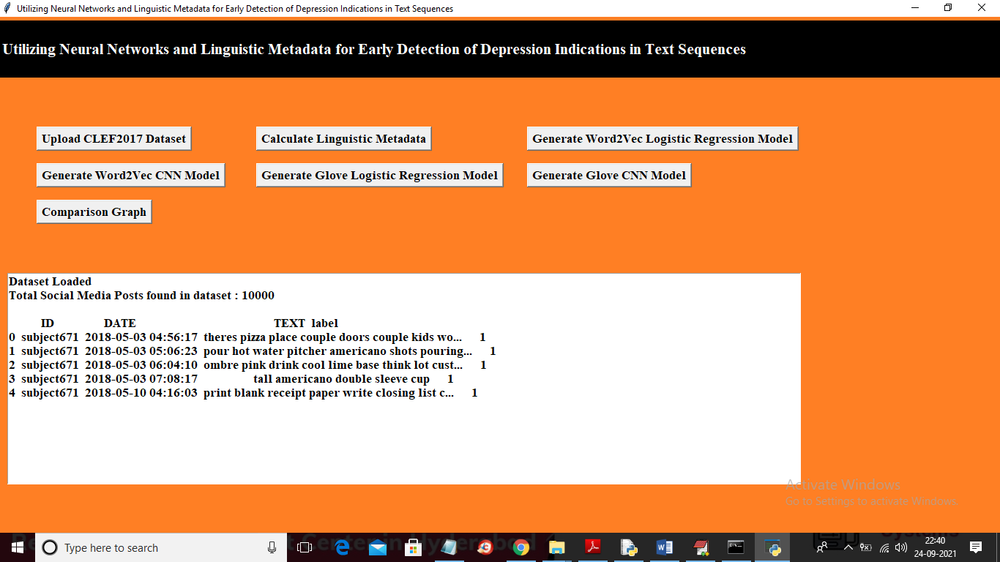 Utilizing Neural Networks and Linguistic Metadata for Early Detection of Depression Indications in Text Sequences
Utilizing Neural Networks and Linguistic Metadata for Early Detection of Depression Indications in Text Sequences
Upload CLEF2017 Dataset Calculate Linguistic Metadata Generate Word2Vec Logistic Regression Model
Generate Word2Vec CNN Model Generate Glove Logistic Regression Model Generate Glove CNN Model
Comparison Graph
Dataset Loaded
Total Social Media Posts found in dataset : 10000
ID DATE TEXT label
0 subject671 2018-05-03 04:56:17 theres pizza place couple doors couple kids wo... 1
1 subject671 2018-05-03 05:06:23 pour hot water pitcher americano shots pouring... 1
2 subject671 2018-05-03 06:04:10 ombre pink drink cool lime base think lot cust... 1
3 subject671 2018-05-03 07:08:17 tall americano double sleeve cup 1
4 subject671 2018-05-10 04:16:03 print blank receipt paper write closing list c... 1
Activate Windows
Go to Settings to activate Windows.
Type here to search
22:40
24-09-2021